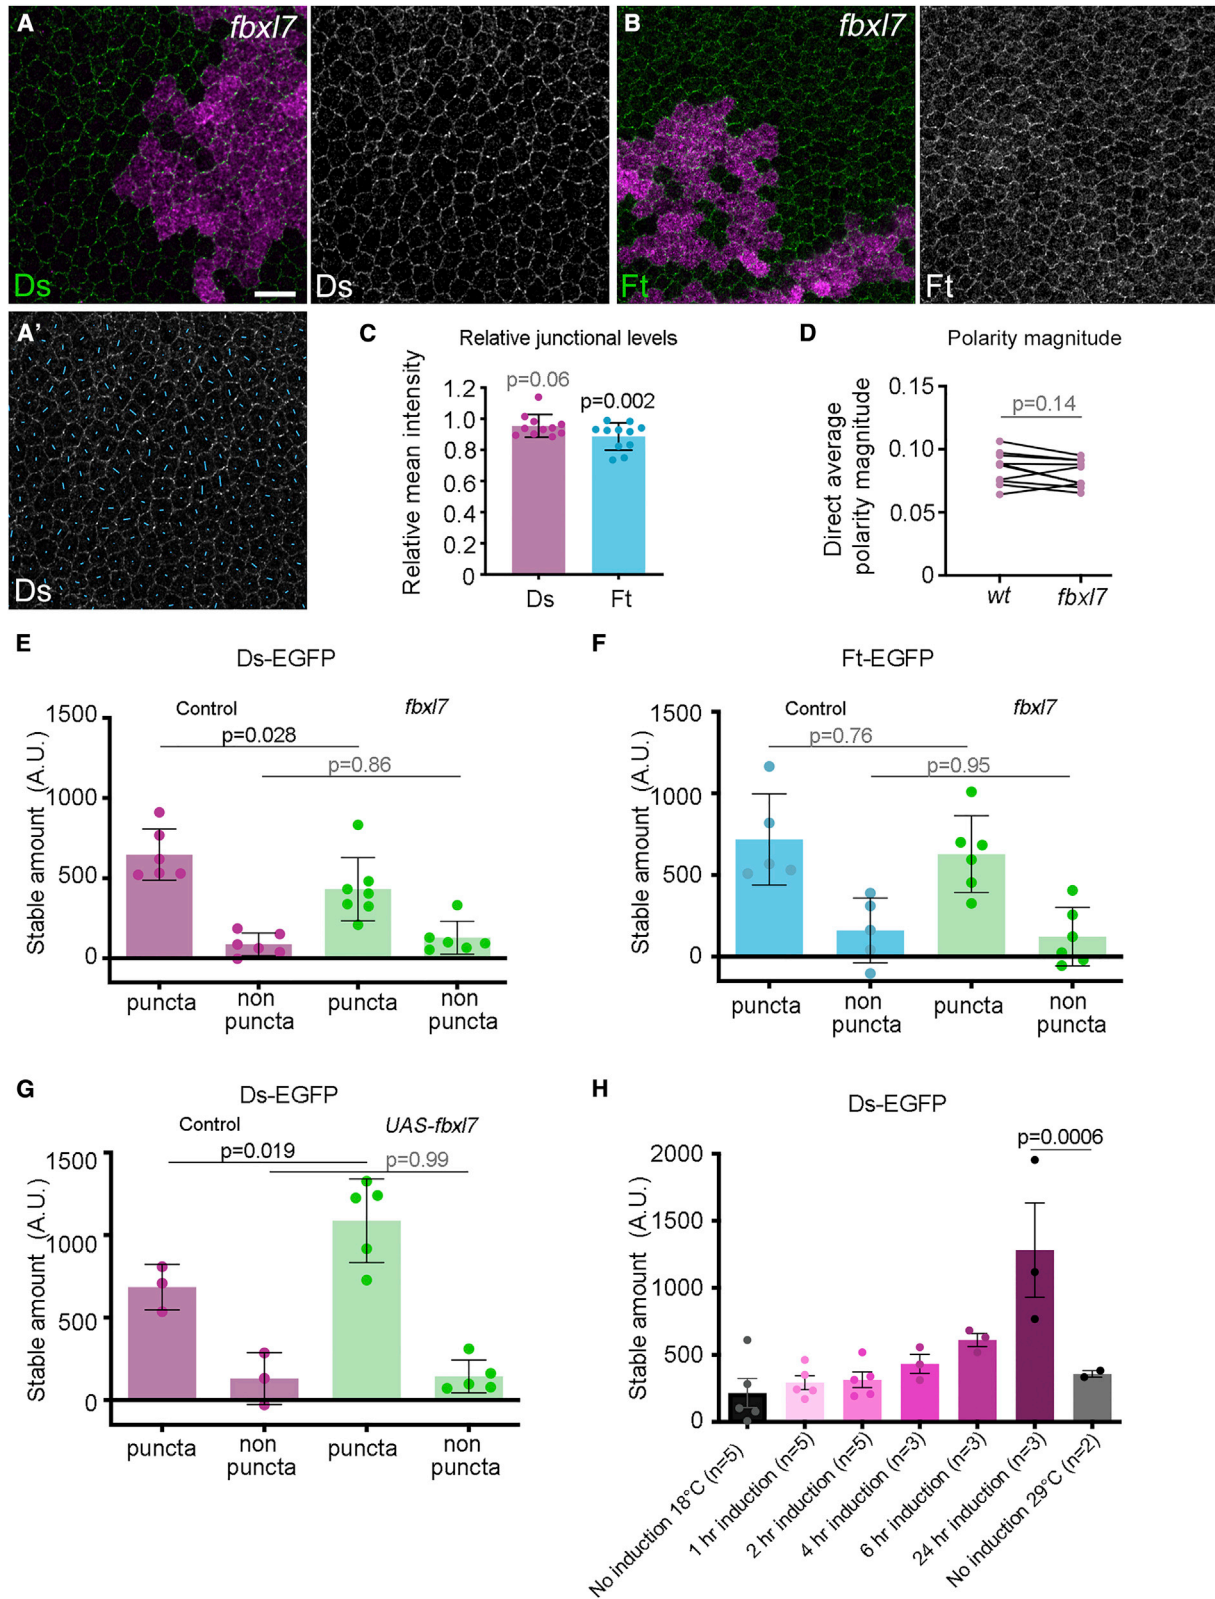 A
fbxl7
Ds
Ds
B
fbxl7
Ft
Ft
A'
Ds
C
Relative junctional levels
Relative mean intensity
p=0.06
p=0.002
1.2
1.0
0.8
0.6
0.4
0.2
0
Ds
Ft
D
Polarity magnitude
Direct average
polarity magnitude
p=0.14
0.15
0.10
0.05
0
wt
fbxl7
E
Ds-EGFP
Control
fbxl7
p=0.028
p=0.86
Stable amount (A.U.)
1500
1000
500
0
puncta
non
puncta
puncta
non
puncta
F
Ft-EGFP
Control
fbxl7
p=0.76
p=0.95
Stable amount (A.U.)
1500
1000
500
0
puncta
non
puncta
puncta
non
puncta
G
Ds-EGFP
Control
UAS-fbxl7
p=0.019
p=0.99
Stable amount (A.U.)
1500
1000
500
0
puncta
non
puncta
puncta
non
puncta
H
Ds-EGFP
p=0.0006
Stable amount (A.U.)
2000
1500
1000
500
0
No induction 18°C (n=5)
1 hr induction (n=5)
2 hr induction (n=5)
4 hr induction (n=3)
6 hr induction (n=3)
24 hr induction (n=3)
No induction 29°C (n=2)